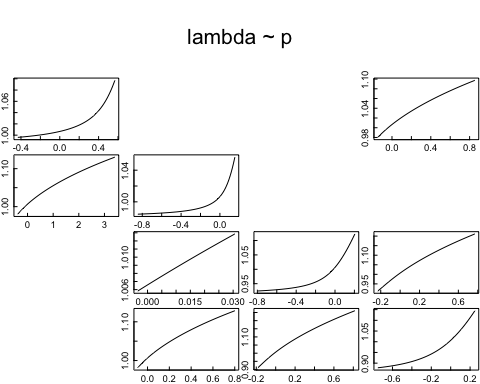 lambda ~ p
1.00 1.06
-0.4 0.0 0.4
0.98 1.04 1.10
0.0 0.4 0.8
1.00 1.10
0 1 2 3
1.00 1.04
-0.8 -0.4 0.0
1.006 1.010
0.000 0.015 0.030
0.95 1.05
-0.8 -0.4 0.0
0.95 1.10
-0.2 0.2 0.6
1.00 1.10
0.0 0.2 0.4 0.6 0.8
0.90 1.10
-0.2 0.2 0.6
0.90 1.05
-0.6 -0.2 0.2